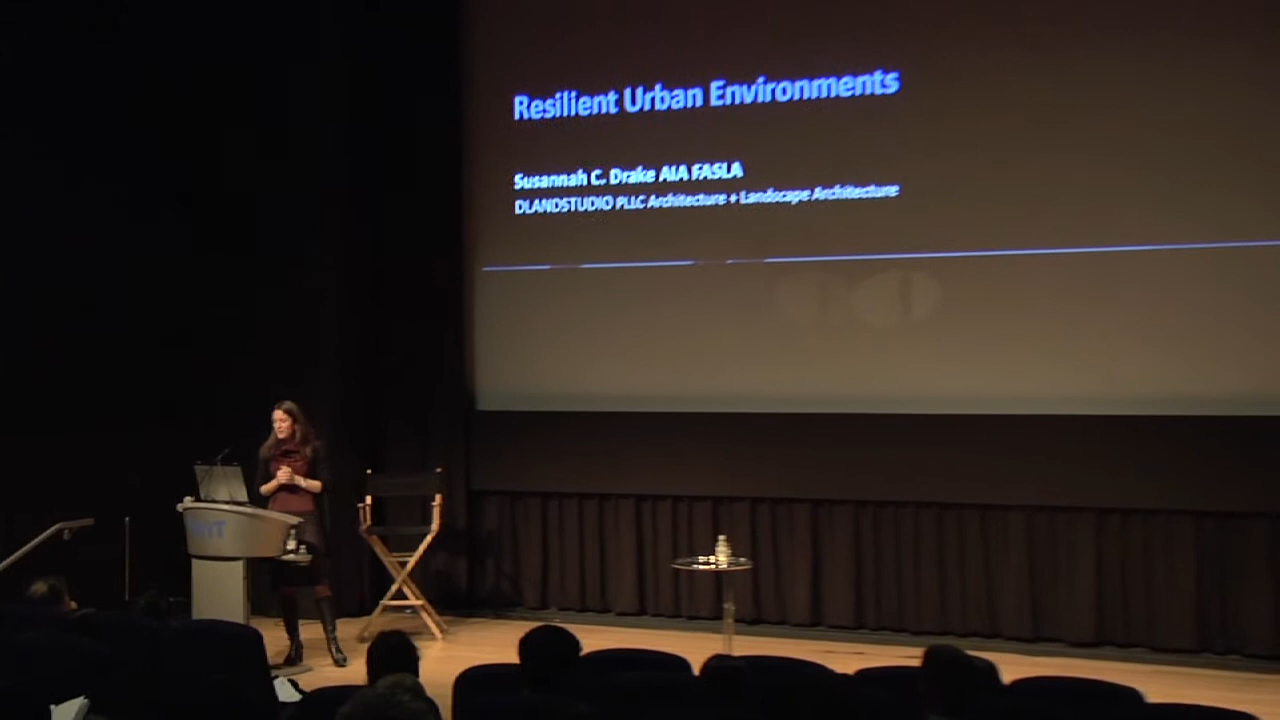 Resilient Urban Environments
Susannah C. Drake AIA FASLA
DLANDSTUDIO PLLC Architecture + Landscape Architecture